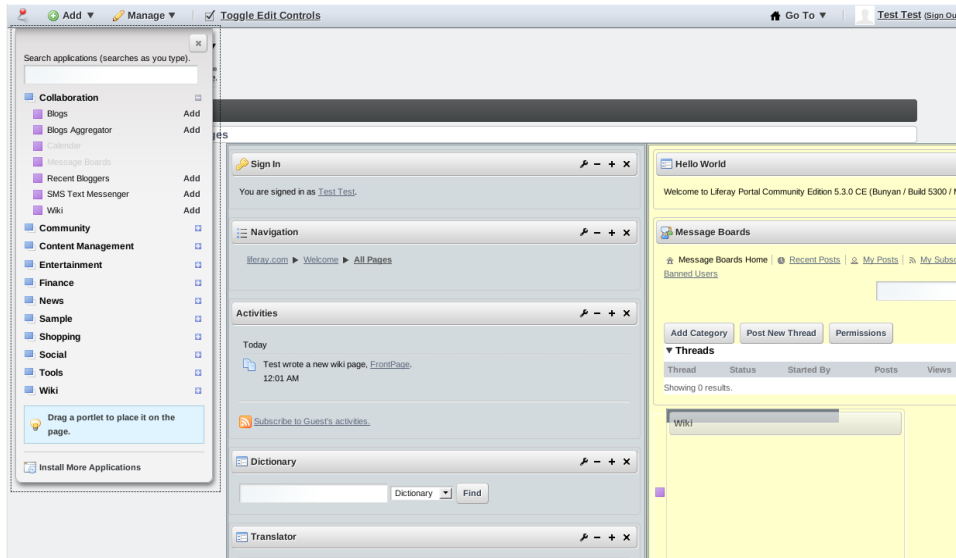 Add ▼ Manage ▼ Toggle Edit Controls Go To ▼ Test Test (Sign Ou
Search applications (searches as you type).
Collaboration
Blogs Add
Blogs Aggregator Add
Calendar
Message Boards
Recent Bloggers Add
SMS Text Messenger Add
Wiki Add
Community
Content Management
Entertainment
Finance
News
Sample
Shopping
Social
Tools
Wiki
Drag a portlet to place it on the
page.
Install More Applications
ges
Sign In
You are signed in as Test Test.
Navigation
liferay.com ► Welcome ► All Pages
Activities
Today
Test wrote a new wiki page, FrontPage.
12:01 AM
Subscribe to Guest's activities.
Dictionary
Dictionary Find
Translator
Hello World
Welcome to Liferay Portal Community Edition 5.3.0 CE (Bunyan / Build 5300 /
Message Boards
Message Boards Home | Recent Posts | My Posts | My Subsc
Banned Users
Add Category Post New Thread Permissions
▼ Threads
Thread Status Started By Posts Views
Showing 0 results.
Wiki